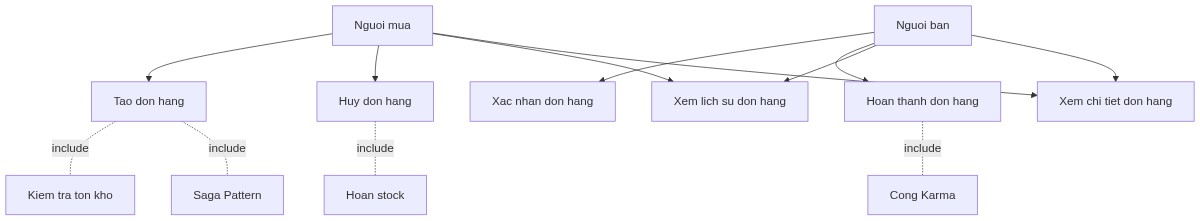 Nguoi mua
Nguoi ban
Tao don hang
Huy don hang
Xac nhan don hang
Xem lich su don hang
Hoan thanh don hang
Xem chi tiet don hang
include
include
include
include
Kiem tra ton kho
Saga Pattern
Hoan stock
Cong Karma